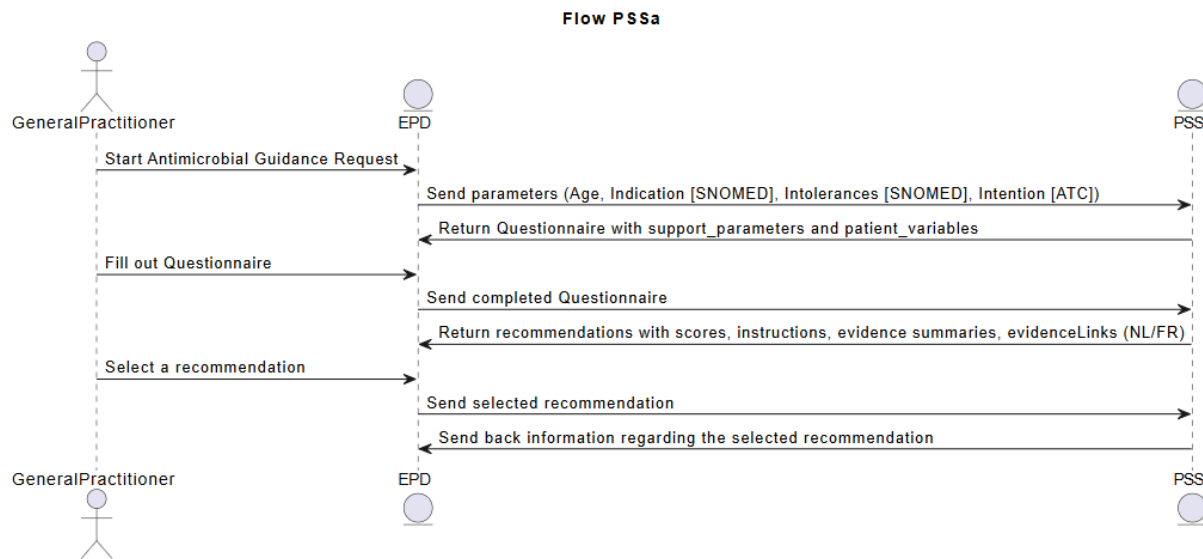 Flow PSSa
GeneralPractitioner
EPD
PSS
Start Antimicrobial Guidance Request
Send parameters (Age, Indication [SNOMED], Intolerances [SNOMED], Intention [ATC])
Return Questionnaire with support_parameters and patient_variables
Fill out Questionnaire
Send completed Questionnaire
Return recommendations with scores, instructions, evidence summaries, evidenceLinks (NL/FR)
Select a recommendation
Send selected recommendation
Send back information regarding the selected recommendation
GeneralPractitioner
EPD
PSS